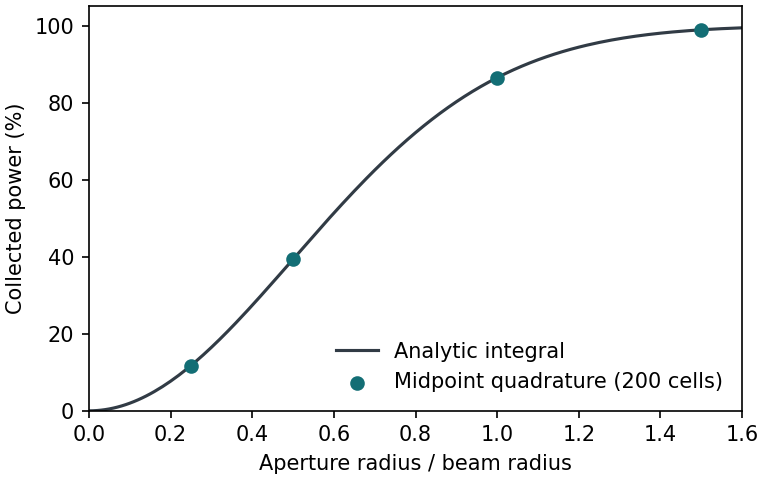 Collected power (%)
100
80
60
40
20
0
Analytic integral
Midpoint quadrature (200 cells)
0.0 0.2 0.4 0.6 0.8 1.0 1.2 1.4 1.6
Aperture radius / beam radius